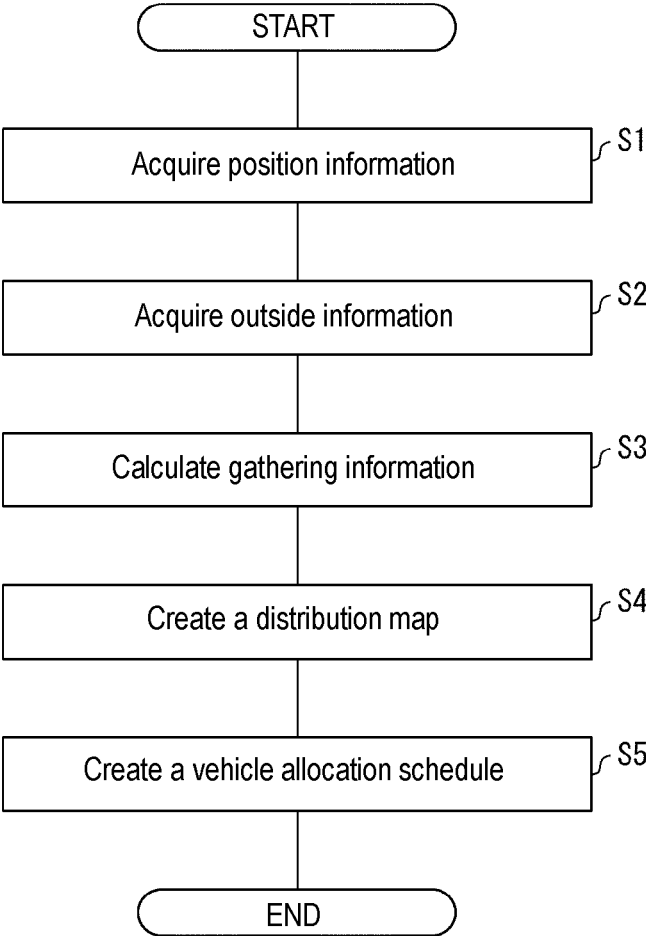 START
Acquire position information
S1
Acquire outside information
S2
Calculate gathering information
S3
Create a distribution map
S4
Create a vehicle allocation schedule
S5
END